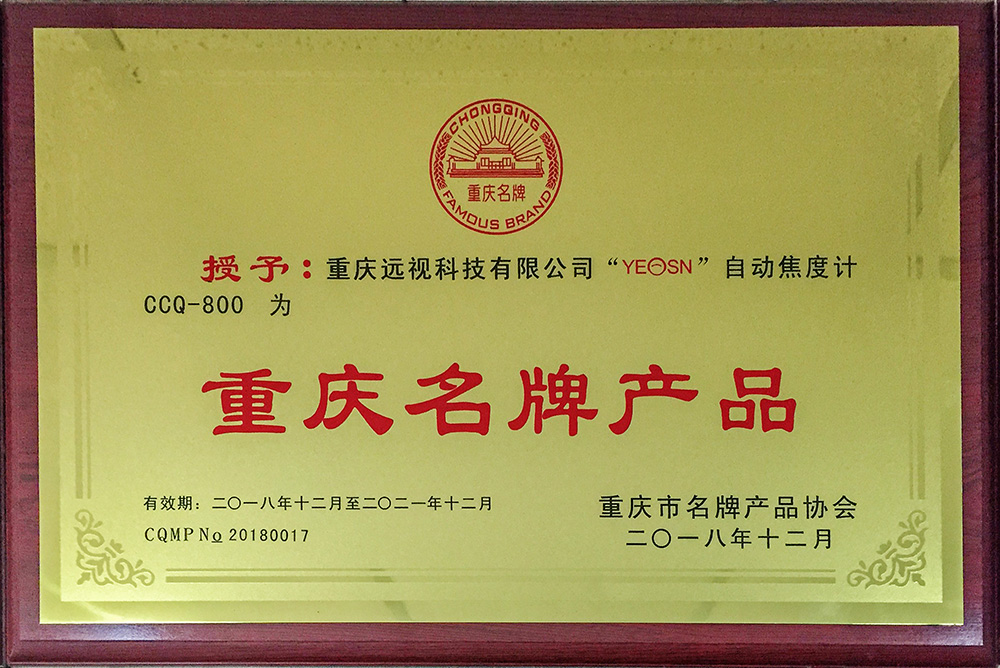 CHONGQING
重庆名牌
FAMOUS BRAND
授予：重庆远视科技有限公司“YEOSN”自动焦度计
CCQ-800 为
重庆名牌产品
有效期：二〇一八年十二月至二〇二一年十二月
CQMP No 20180017
重庆市名牌产品协会
二〇一八年十二月